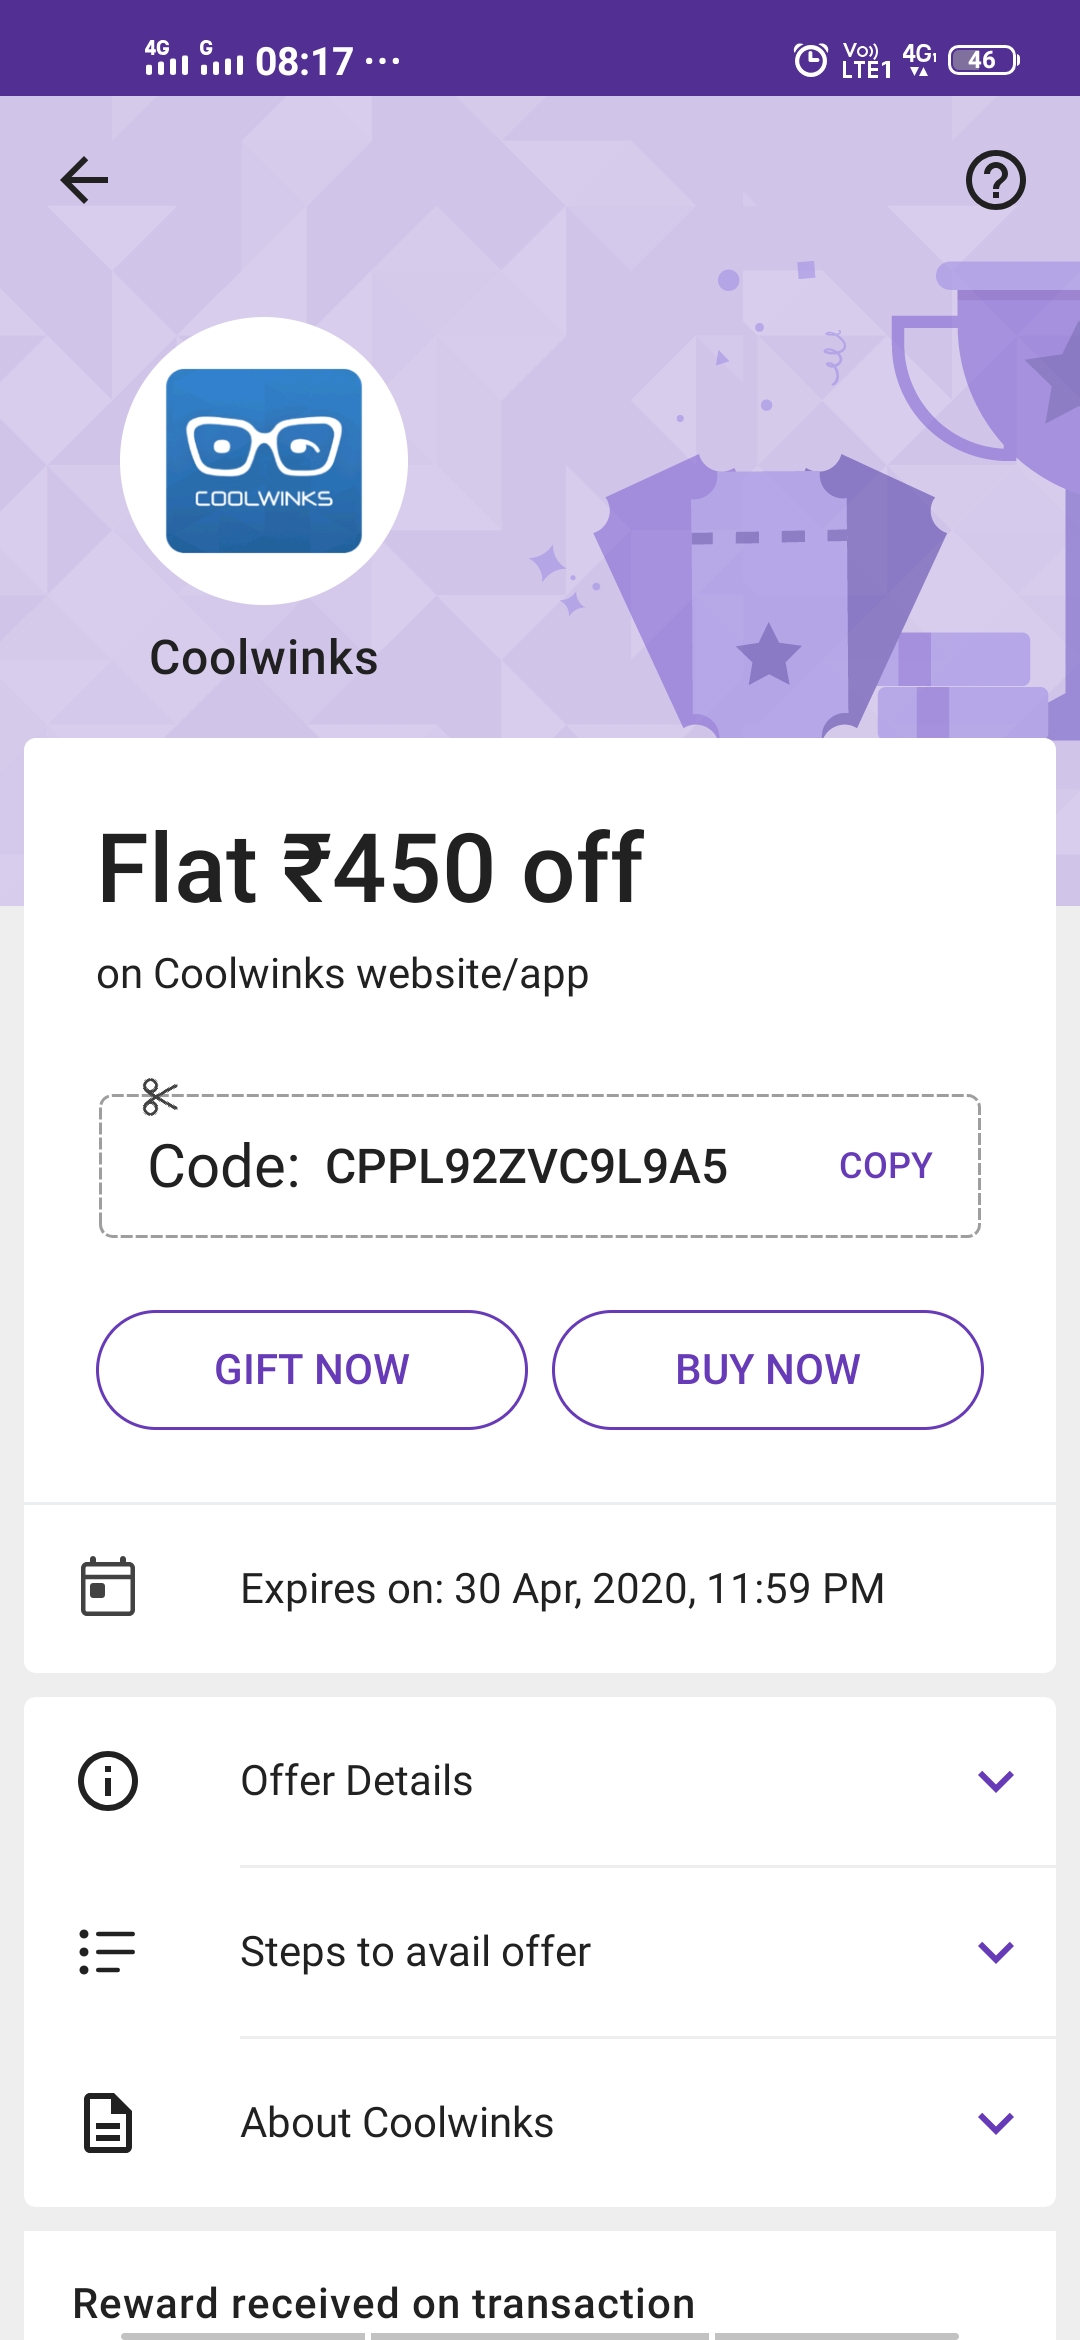 4G G 08:17 ... Vo)) LTE1 4G1 46
COOLWINKS
Coolwinks
Flat ₹450 off
on Coolwinks website/app
Code: CPPL92ZVC9L9A5 COPY
GIFT NOW BUY NOW
Expires on: 30 Apr, 2020, 11:59 PM
Offer Details
Steps to avail offer
About Coolwinks
Reward received on transaction